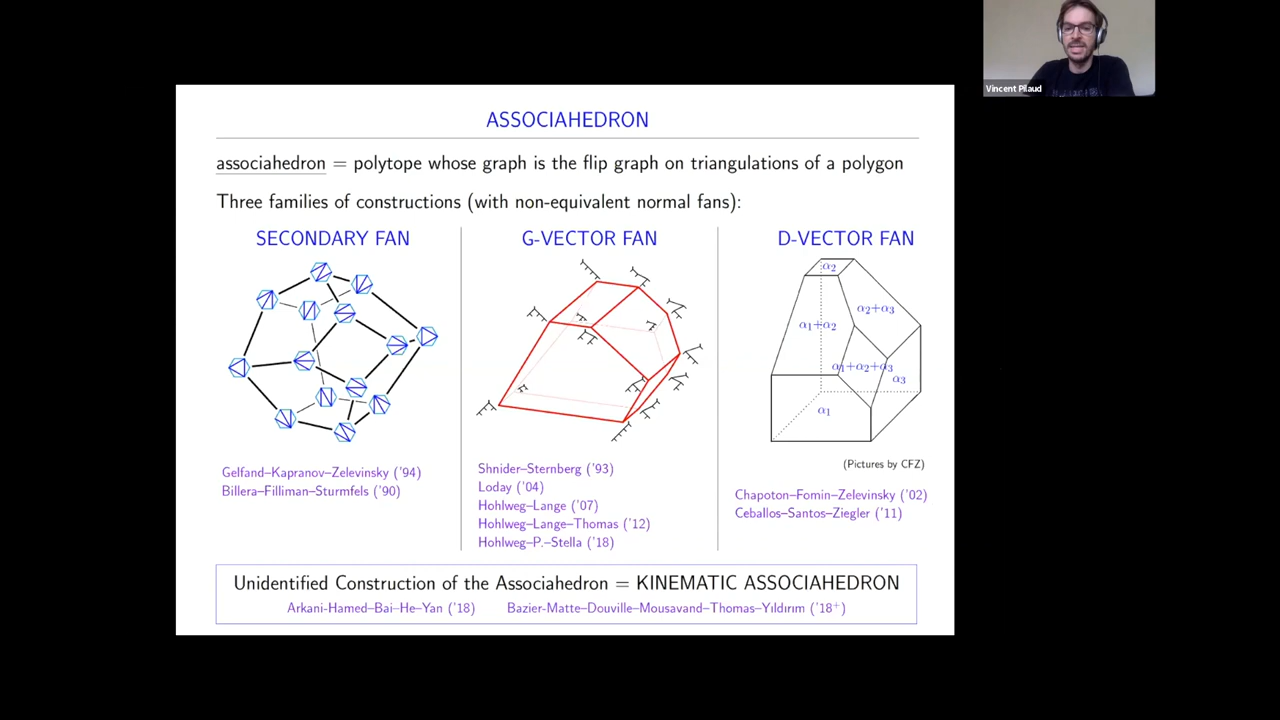 Vincent Pilaud
ASSOCIAHEDRON
associahedron = polytope whose graph is the flip graph on triangulations of a polygon
Three families of constructions (with non-equivalent normal fans):
SECONDARY FAN
Gelfand–Kapranov–Zelevinsky ('94)
Billera–Filliman–Sturmfels ('90)
G-VECTOR FAN
Shnider–Sternberg ('93)
Loday ('04)
Hohlweg–Lange ('07)
Hohlweg–Lange–Thomas ('12)
Hohlweg–P.–Stella ('18)
D-VECTOR FAN
α₂
α₂+α₃
α₁+α₂
α₁+α₂+α₃
α₃
α₁
(Pictures by CFZ)
Chapoton–Fomin–Zelevinsky ('02)
Ceballos–Santos–Ziegler ('11)
Unidentified Construction of the Associahedron = KINEMATIC ASSOCIAHEDRON
Arkani-Hamed–Bai–He–Yan ('18) Bazier-Matte–Douville–Mousavand–Thomas–Yıldırım ('18⁺)